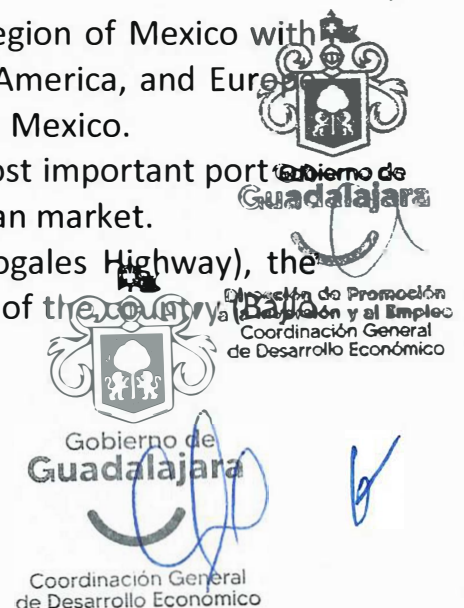 egion of Mexico with
America, and Europe
Mexico.
ost important port
an market.
ogales Highway), the
of the country (Bajío
Gobierno de
Guadalajara
Dirección de Promoción
a la Inversión y al Empleo
Coordinación General
de Desarrollo Económico
Gobierno de
Guadalajara
Coordinación General
de Desarrollo Económico